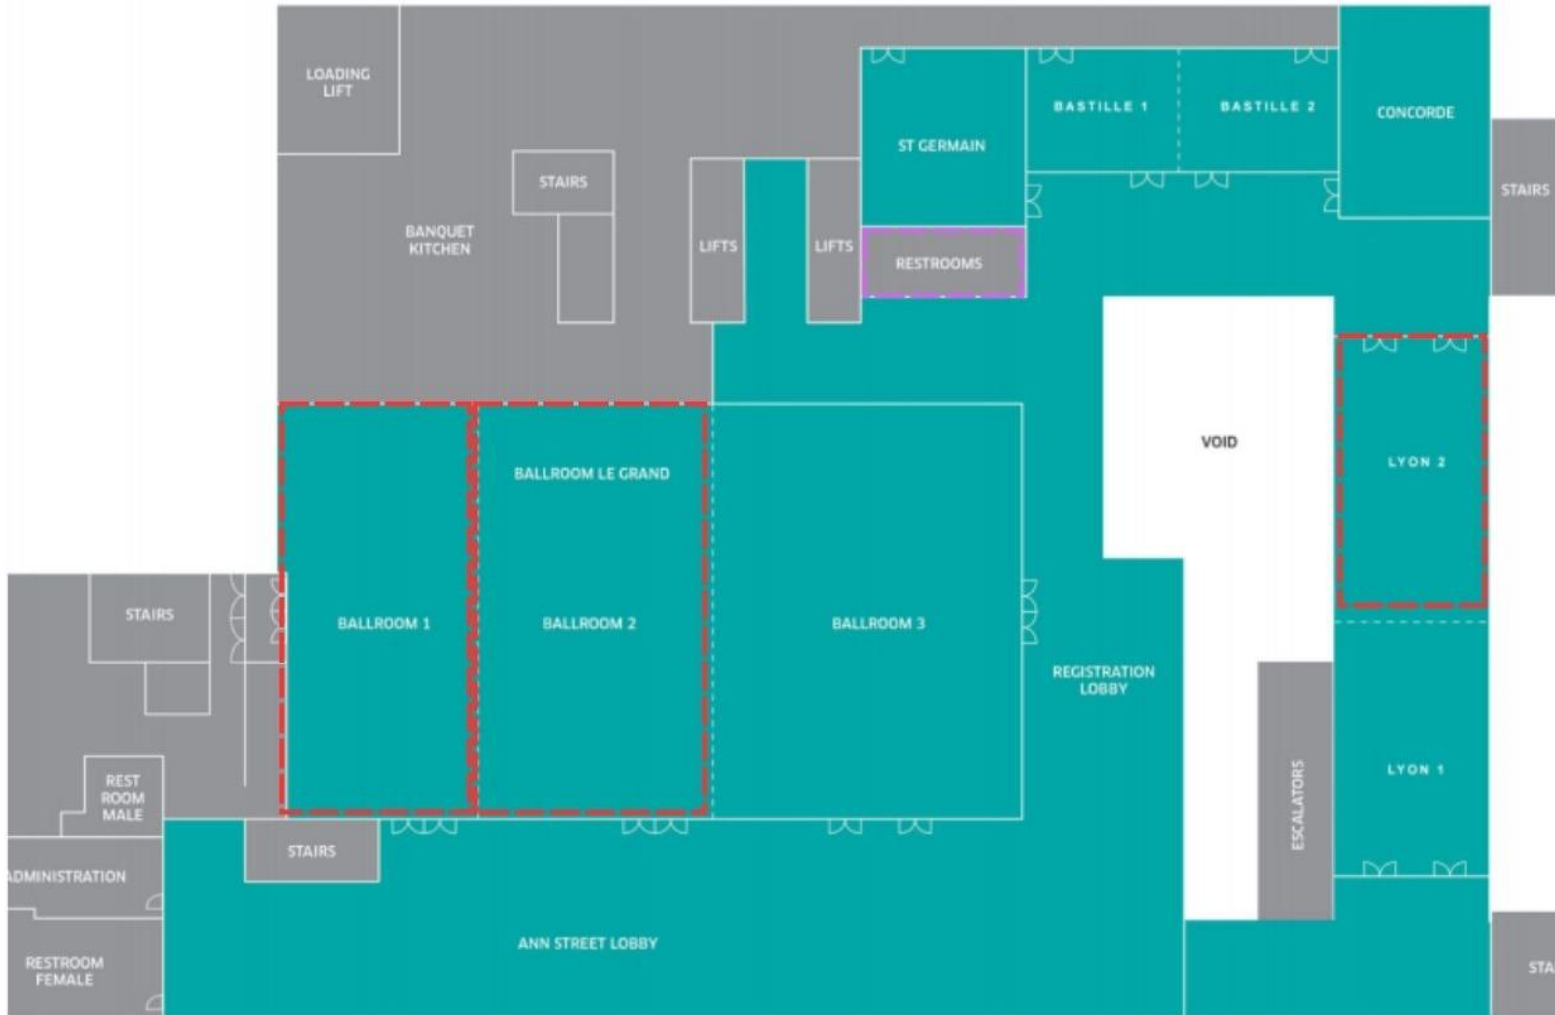 LOADING
LIFT
STAIRS
BANQUET
KITCHEN
LIFTS
LIFTS
ST GERMAIN
RESTROOMS
BASTILLE 1
BASTILLE 2
CONCORDE
STAIRS
VOID
LYON 2
BALLROOM LE GRAND
BALLROOM 1
BALLROOM 2
BALLROOM 3
REGISTRATION
LOBBY
STAIRS
REST
ROOM
MALE
STAIRS
ADMINISTRATION
RESTROOM
FEMALE
ANN STREET LOBBY
ESCALATORS
LYON 1
STA